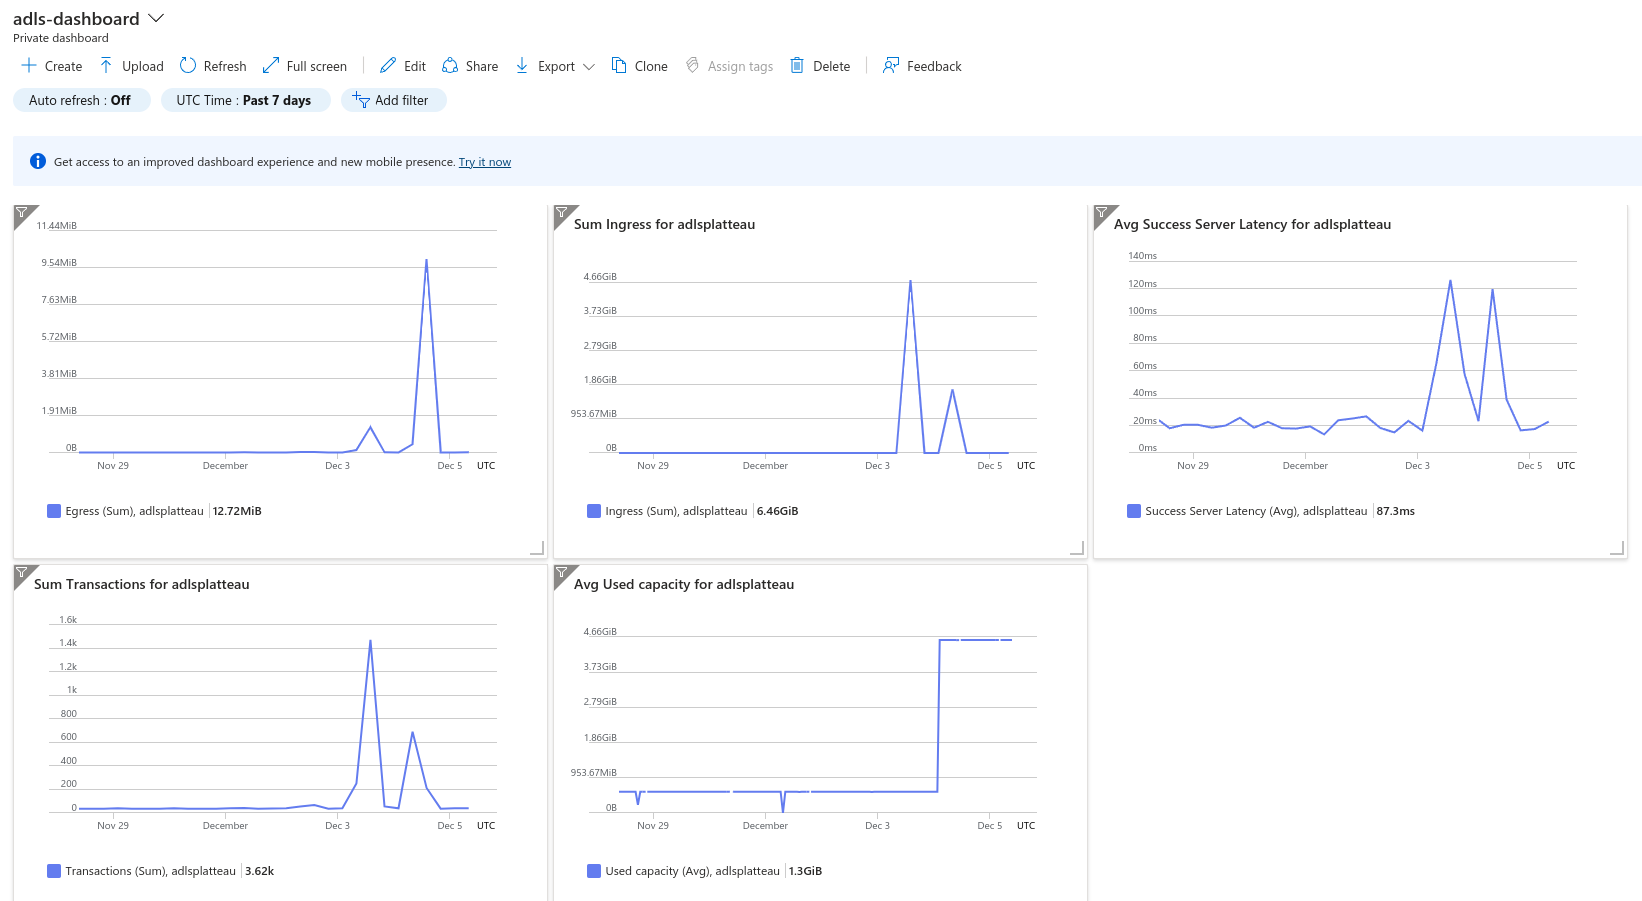 adls-dashboard
Private dashboard
Create Upload Refresh Full screen Edit Share Export Clone Assign tags Delete Feedback
Auto refresh : Off UTC Time : Past 7 days Add filter
Get access to an improved dashboard experience and new mobile presence. Try it now
11.44MiB
9.54MiB
7.63MiB
5.72MiB
3.81MiB
1.91MiB
0B
Nov 29 December Dec 3 Dec 5 UTC
Egress (Sum), adlsplatteau 12.72MiB
Sum Ingress for adlsplatteau
4.66GiB
3.73GiB
2.79GiB
1.86GiB
953.67MiB
0B
Nov 29 December Dec 3 Dec 5 UTC
Ingress (Sum), adlsplatteau 6.46GiB
Avg Success Server Latency for adlsplatteau
140ms
120ms
100ms
80ms
60ms
40ms
20ms
0ms
Nov 29 December Dec 3 Dec 5 UTC
Success Server Latency (Avg), adlsplatteau 87.3ms
Sum Transactions for adlsplatteau
1.6k
1.4k
1.2k
1k
800
600
400
200
0
Nov 29 December Dec 3 Dec 5 UTC
Transactions (Sum), adlsplatteau 3.62k
Avg Used capacity for adlsplatteau
4.66GiB
3.73GiB
2.79GiB
1.86GiB
953.67MiB
0B
Nov 29 December Dec 3 Dec 5 UTC
Used capacity (Avg), adlsplatteau 1.3GiB